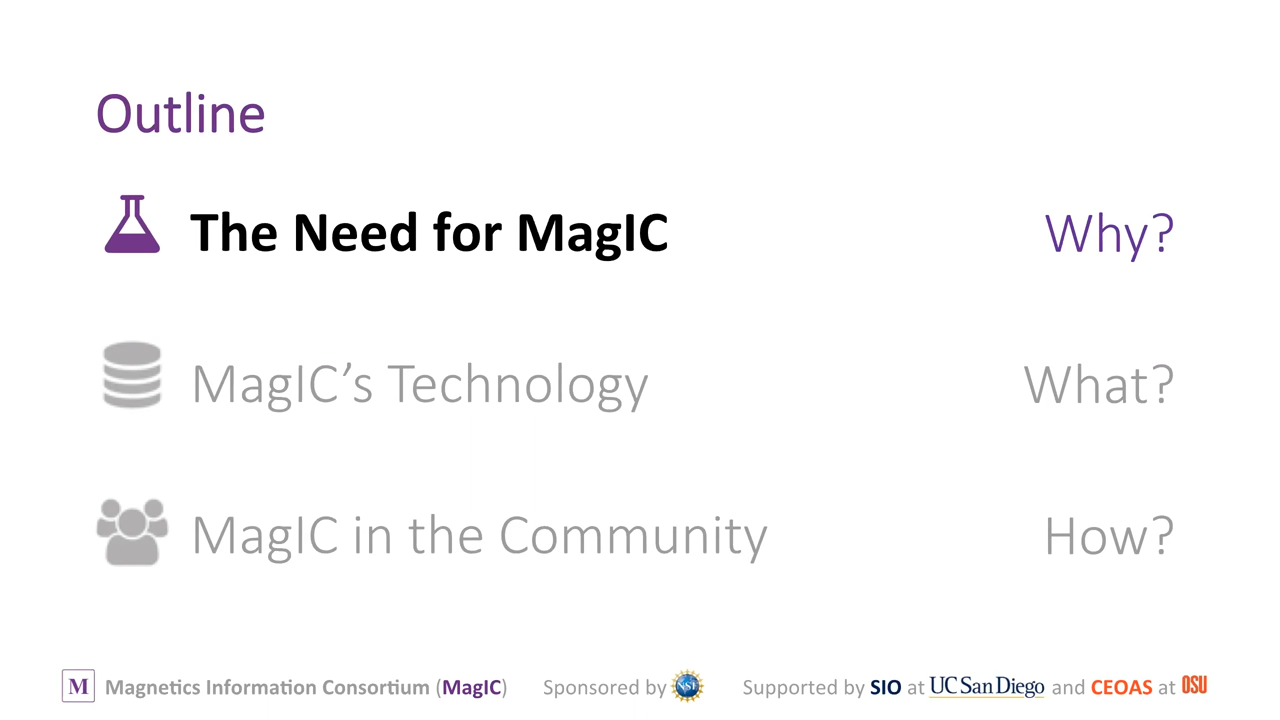 Outline
The Need for MagIC Why?
MagIC’s Technology What?
MagIC in the Community How?
M Magnetics Information Consortium (MagIC) Sponsored by NSF Supported by SIO at UC San Diego and CEOAS at OSU